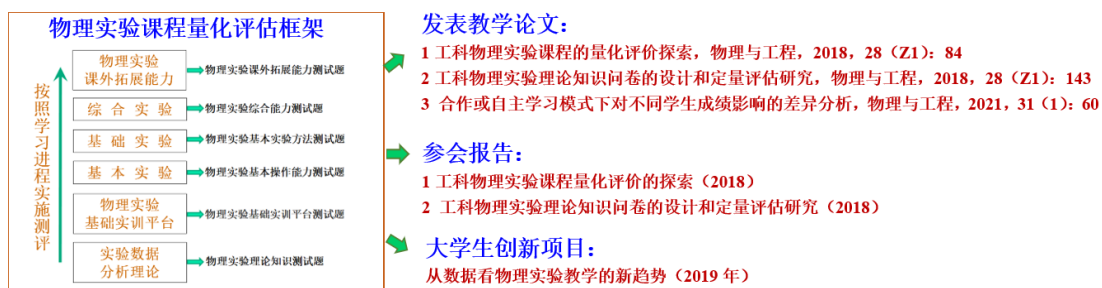 物理实验课程量化评估框架
按照学习进程实施测评
物理实验
课外拓展能力
物理实验课外拓展能力测试题
综合实验
物理实验综合能力测试题
基础实验
物理实验基本实验方法测试题
基本实验
物理实验基本操作能力测试题
物理实验
基础实训平台
物理实验基础实训平台测试题
实验数据
分析理论
物理实验理论知识测试题
发表教学论文：
1 工科物理实验课程的量化评价探索，物理与工程，2018，28（Z1）：84
2 工科物理实验理论知识问卷的设计和定量评估研究，物理与工程，2018，28（Z1）：143
3 合作或自主学习模式下对不同学生成绩影响的差异分析，物理与工程，2021，31（1）：60
参会报告：
1 工科物理实验课程量化评价的探索（2018）
2 工科物理实验理论知识问卷的设计和定量评估研究（2018）
大学生创新项目：
从数据看物理实验教学的新趋势（2019 年）